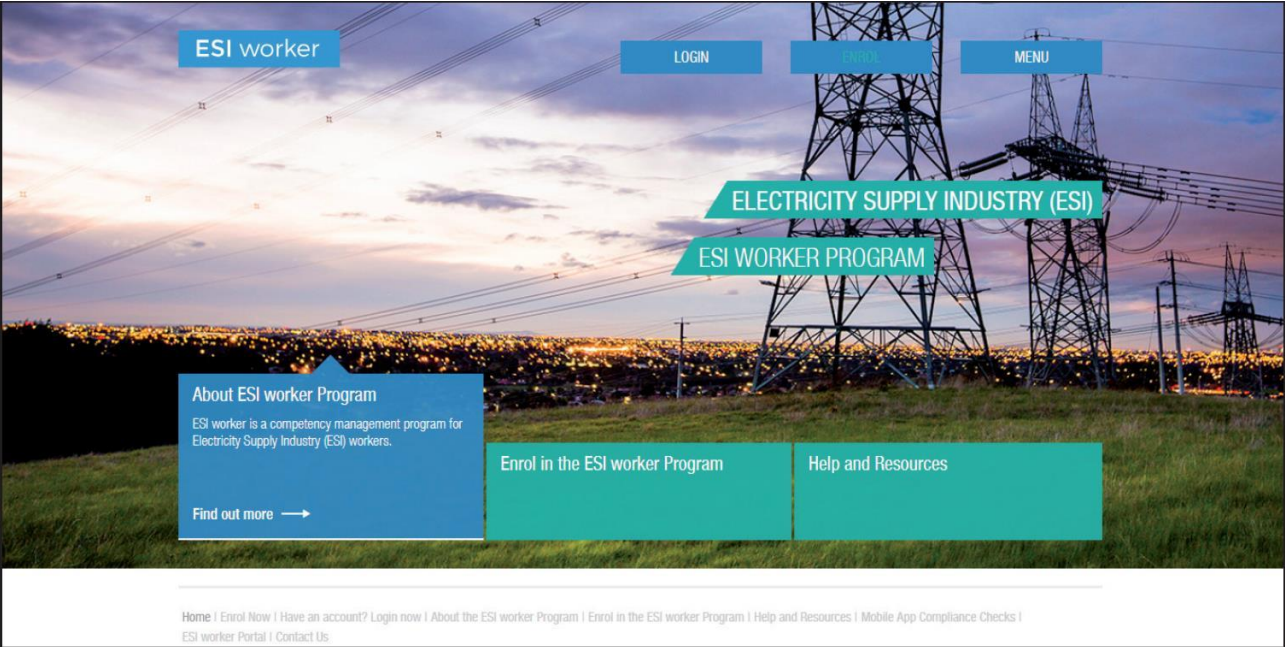 ESI worker
LOGIN
ENROL
MENU
ELECTRICITY SUPPLY INDUSTRY (ESI)
ESI WORKER PROGRAM
About ESI worker Program
ESI worker is a competency management program for
Electricity Supply Industry (ESI) workers.
Find out more
Enrol in the ESI worker Program
Help and Resources
Home | Enrol Now | Have an account? Login now | About the ESI worker Program | Enrol in the ESI worker Program | Help and Resources | Mobile App Compliance Checks |
ESI worker Portal | Contact Us